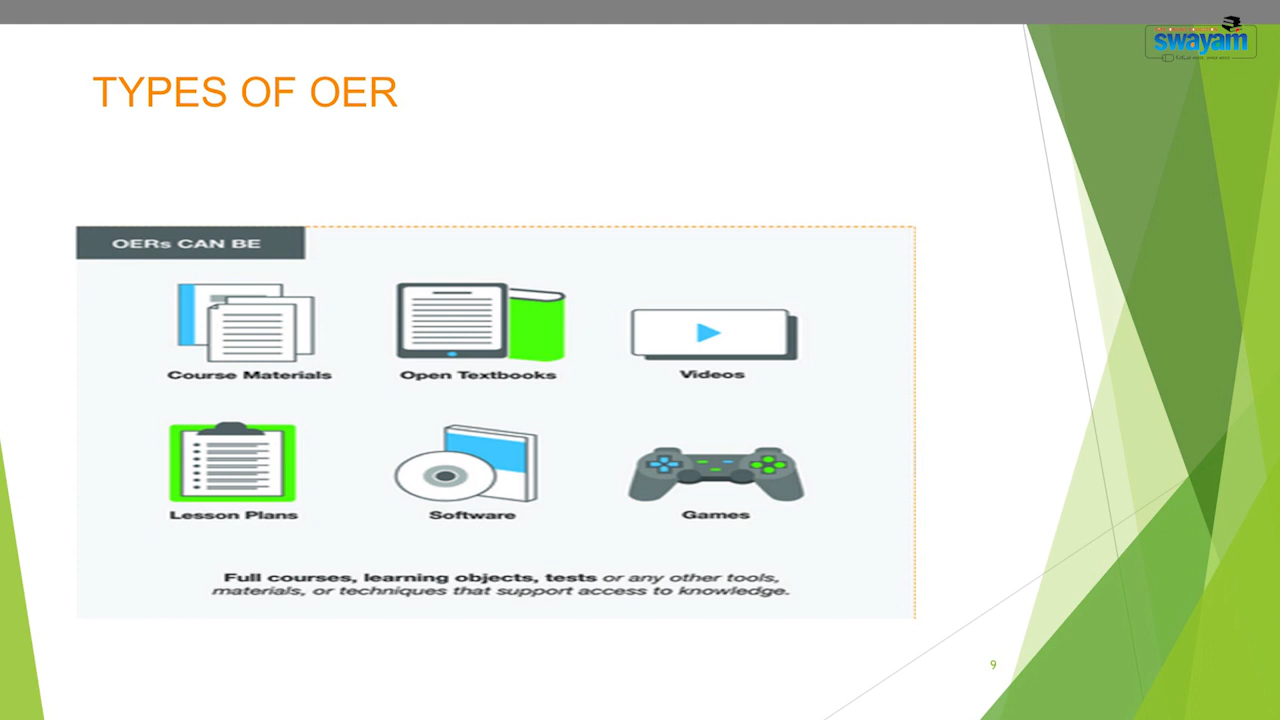 swayam
TYPES OF OER
OERs CAN BE
Course Materials
Open Textbooks
Videos
Lesson Plans
Software
Games
Full courses, learning objects, tests or any other tools,
materials, or techniques that support access to knowledge.
9